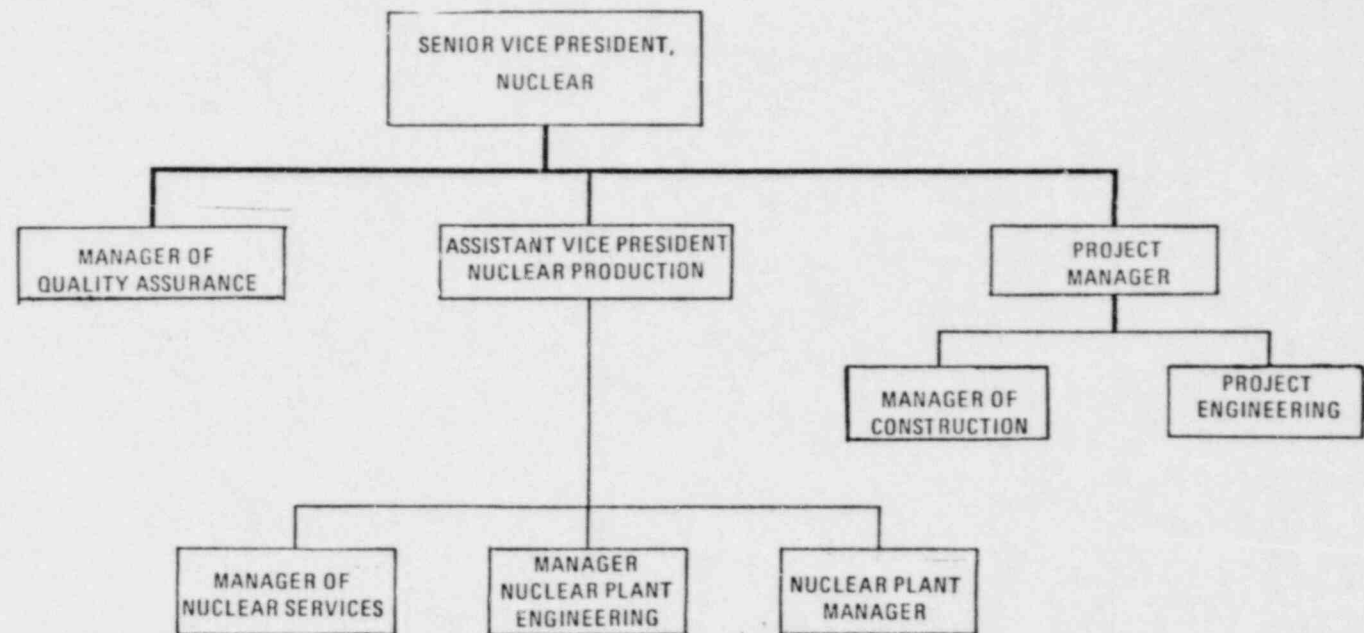 SENIOR VICE PRESIDENT,
NUCLEAR
MANAGER OF
QUALITY ASSURANCE
ASSISTANT VICE PRESIDENT
NUCLEAR PRODUCTION
PROJECT
MANAGER
MANAGER OF
CONSTRUCTION
PROJECT
ENGINEERING
MANAGER OF
NUCLEAR SERVICES
MANAGER
NUCLEAR PLANT
ENGINEERING
NUCLEAR PLANT
MANAGER